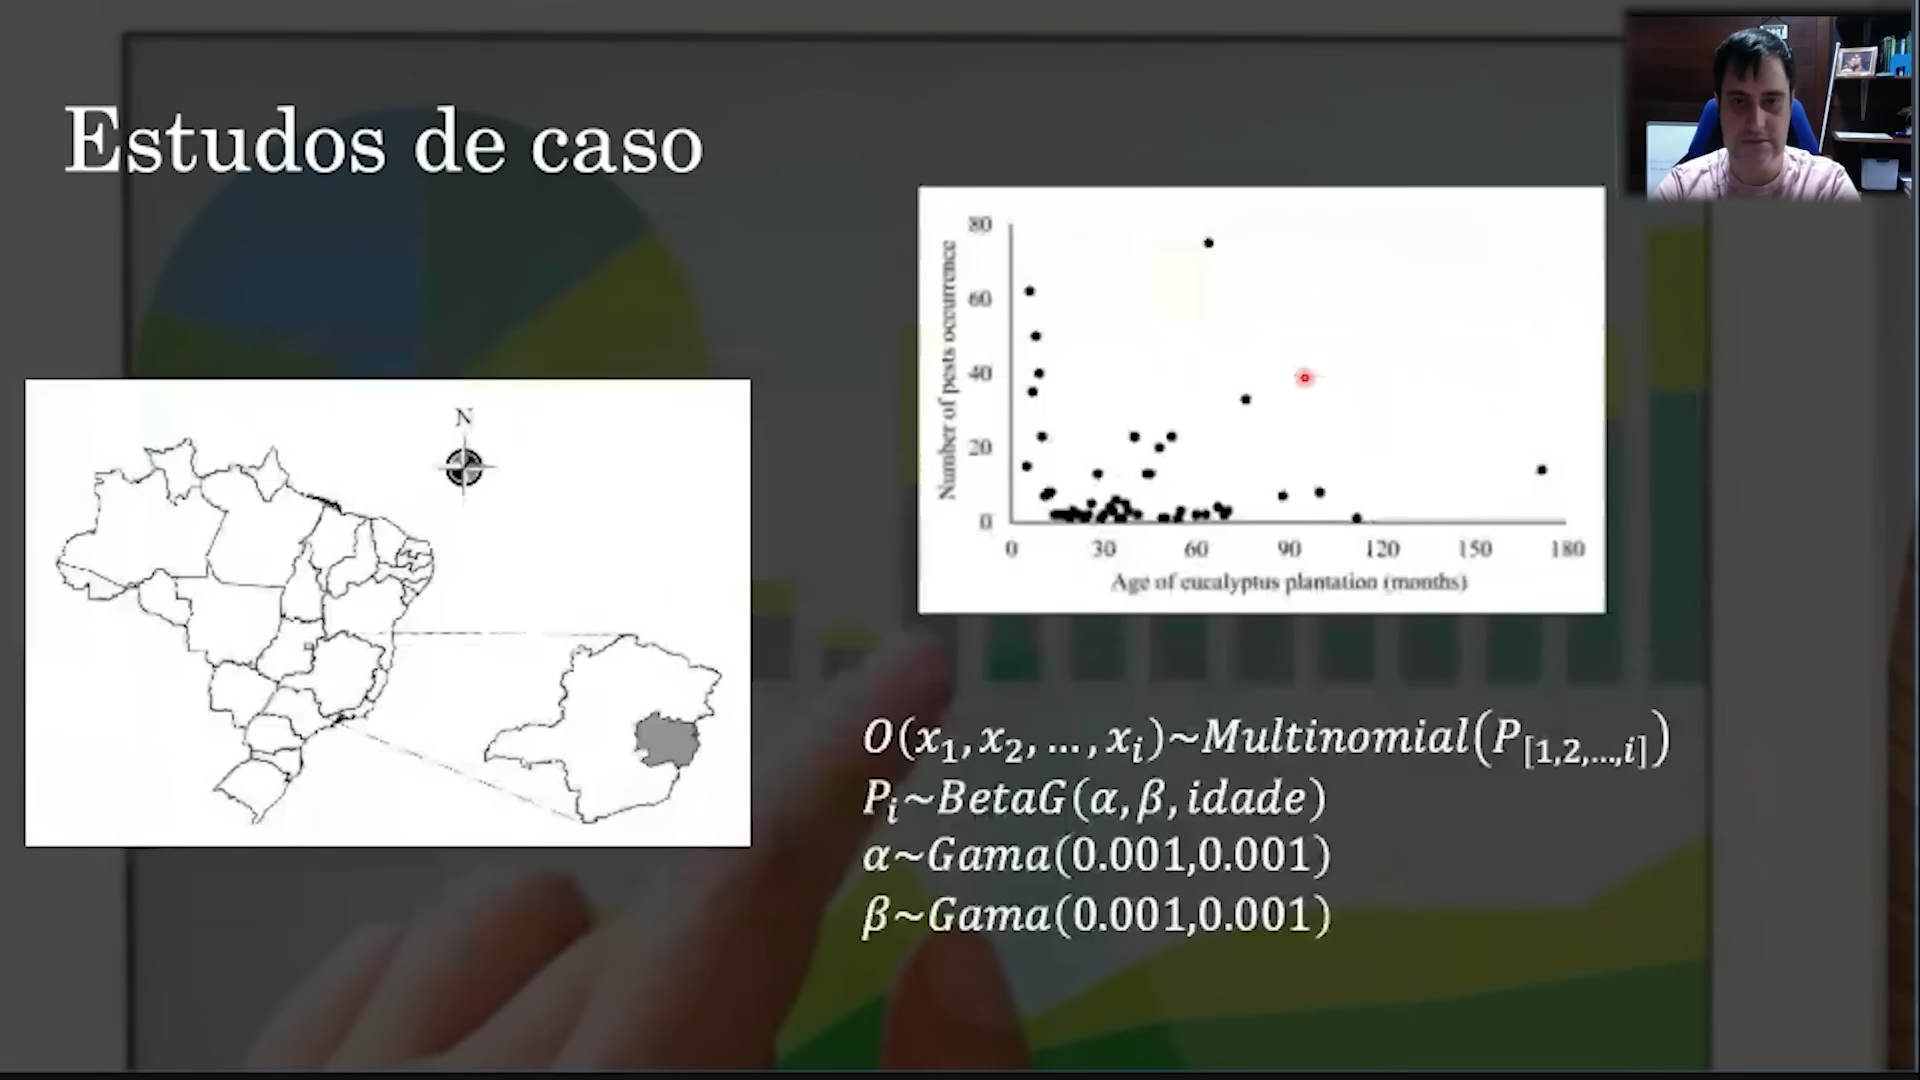 Estudos de caso
N
Number of pests occurrence
80
60
40
20
0
0 30 60 90 120 150 180
Age of eucalyptus plantation (months)
O(x₁,x₂,...,xᵢ)~Multinomial(P[1,2,...,i])
Pᵢ~BetaG(α,β,idade)
α~Gama(0.001,0.001)
β~Gama(0.001,0.001)